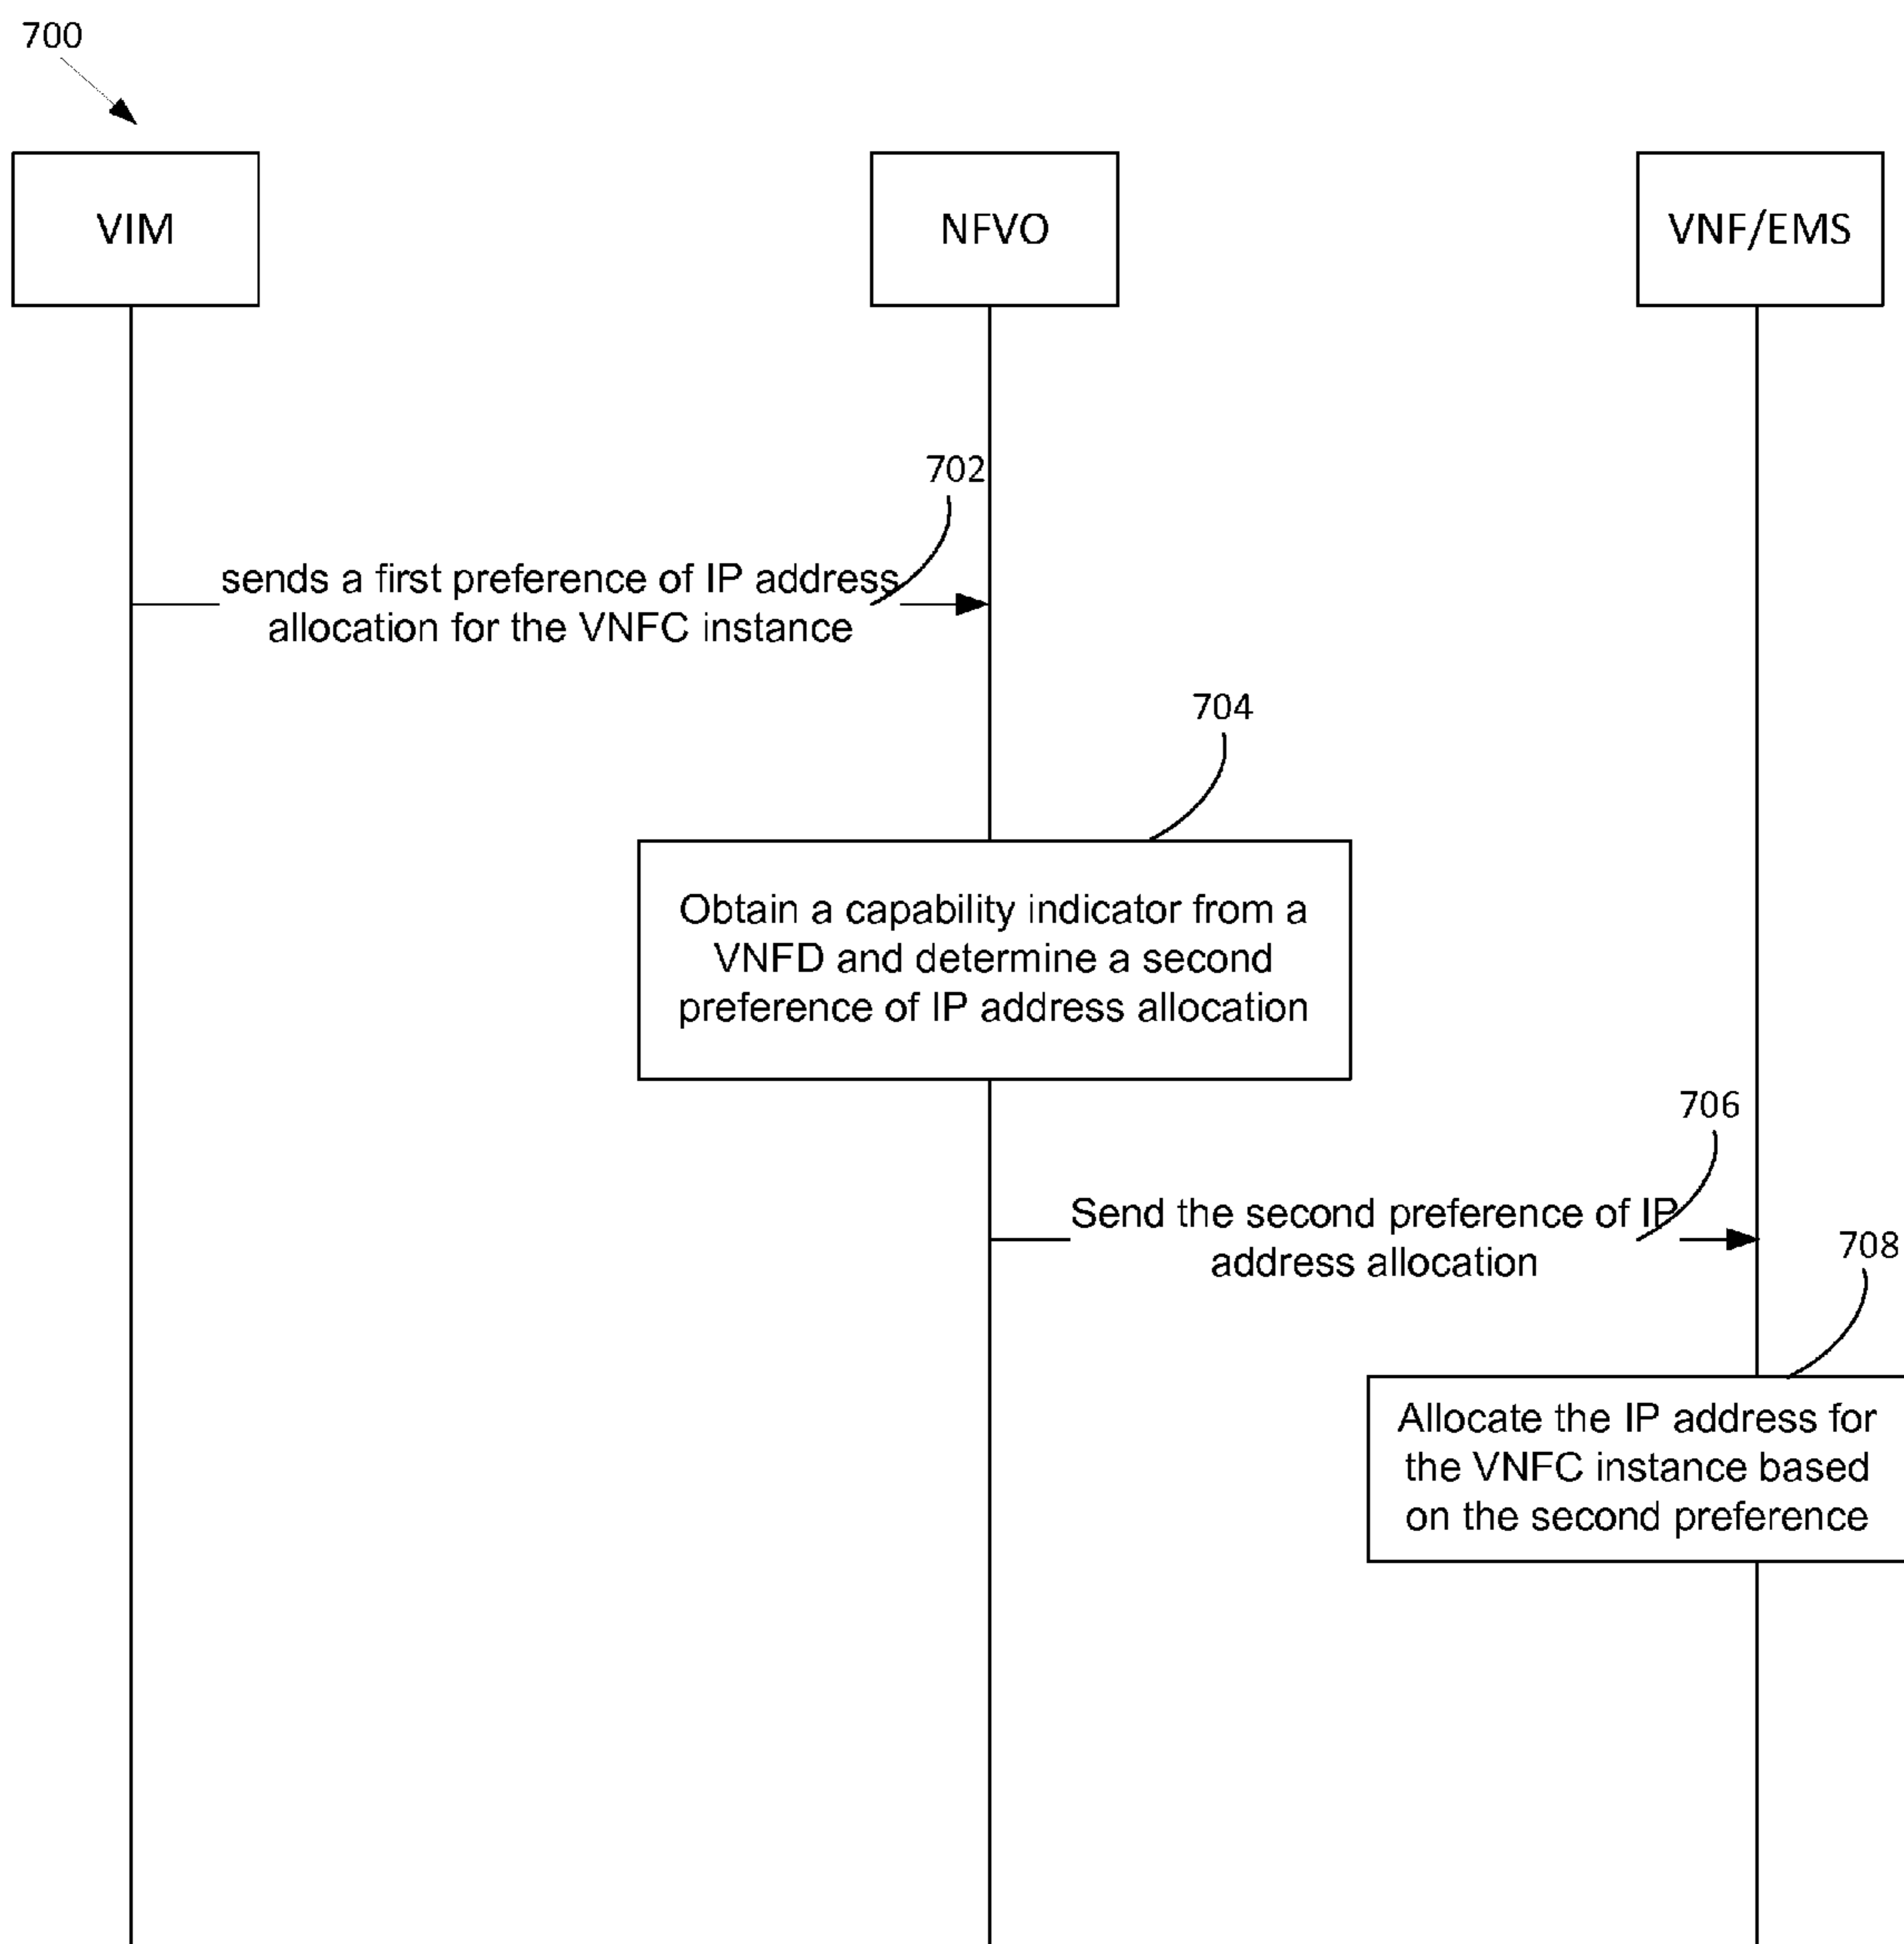 700
VIM
NFVO
VNF/EMS
702
sends a first preference of IP address
allocation for the VNFC instance
704
Obtain a capability indicator from a
VNFD and determine a second
preference of IP address allocation
706
Send the second preference of IP
address allocation
708
Allocate the IP address for
the VNFC instance based
on the second preference